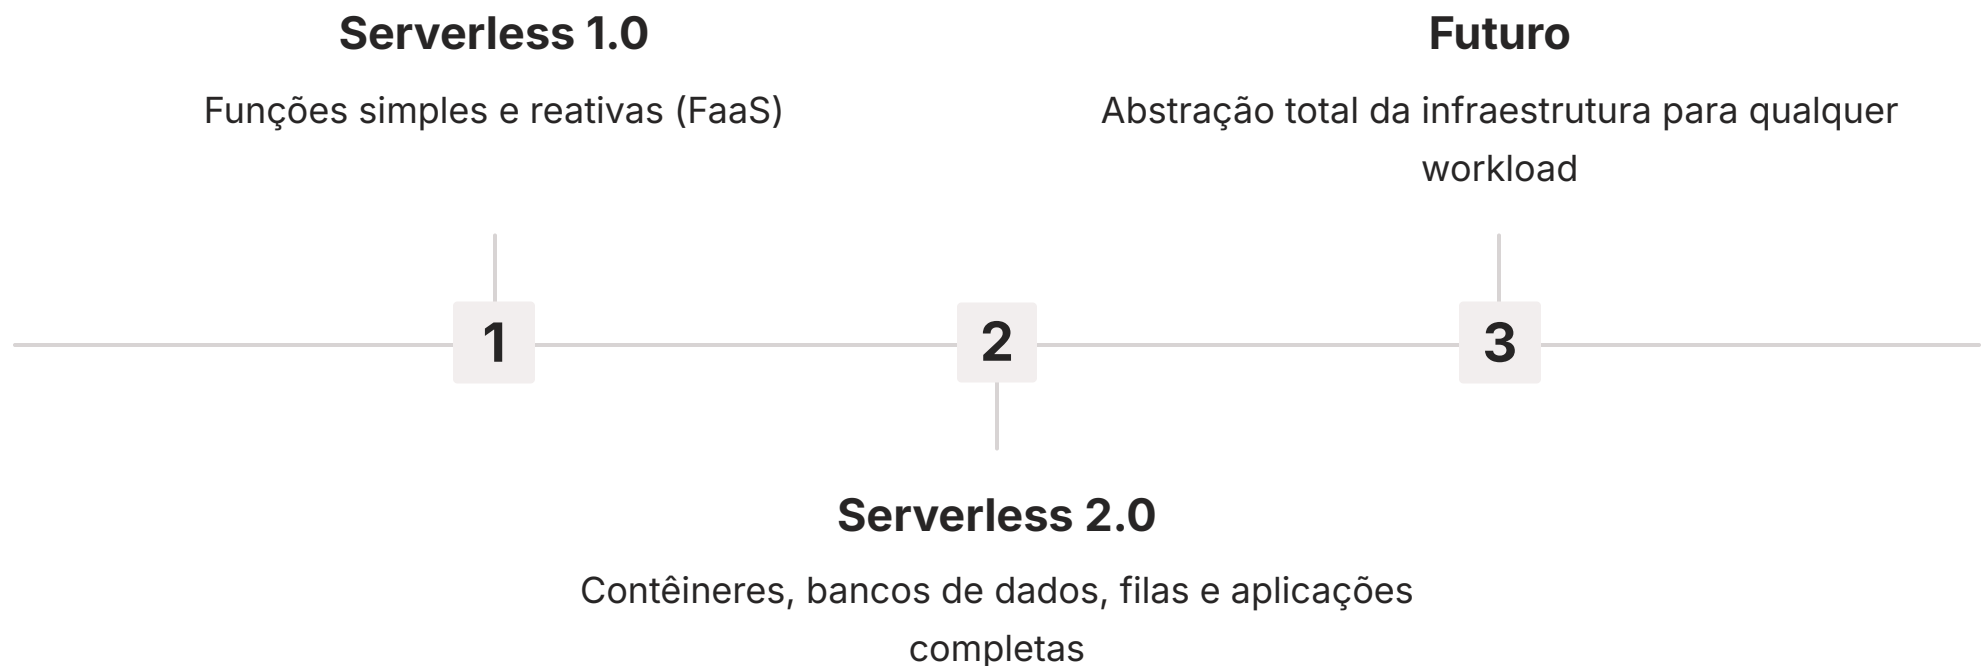 Serverless 1.0
Funções simples e reativas (FaaS)
Futuro
Abstração total da infraestrutura para qualquer
workload
1
2
3
Serverless 2.0
Contêineres, bancos de dados, filas e aplicações
completas